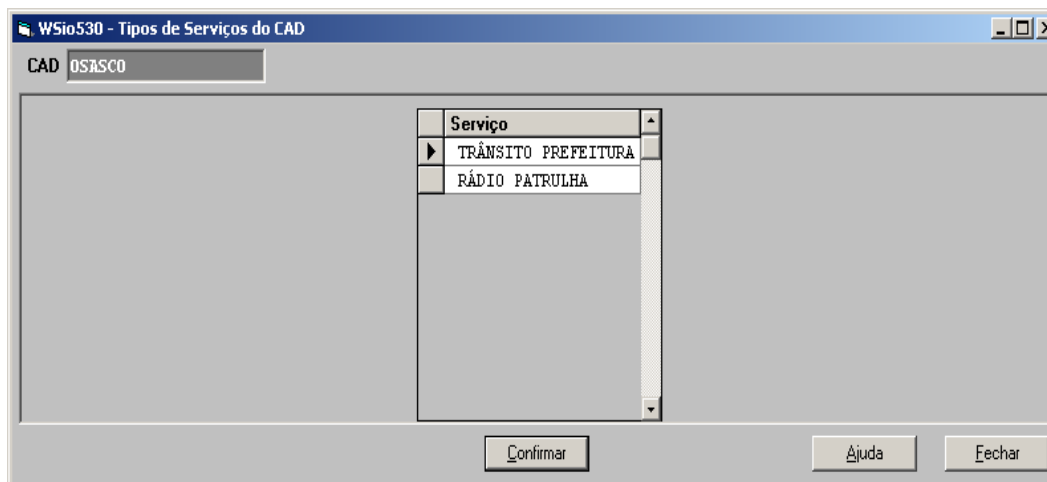 WSio530 - Tipos de Serviços do CAD
CAD OSASCO
Serviço
TRÂNSITO PREFEITURA
RÁDIO PATRULHA
Confirmar Ajuda Fechar